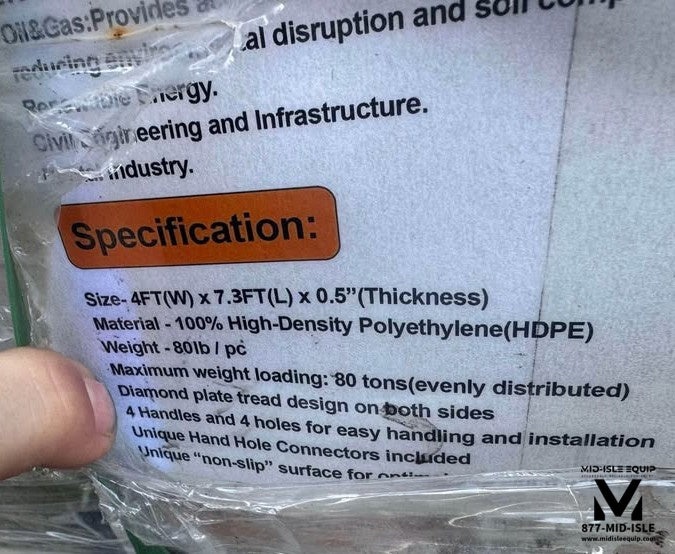 Oil&Gas:Provides
al disruption and soil
reducing
Energy.
Civil Engineering and Infrastructure.
industry.
Specification:
Size- 4FT(W) x 7.3FT(L) x 0.5”(Thickness)
Material - 100% High-Density Polyethylene(HDPE)
Weight - 80lb / pc
Maximum weight loading: 80 tons(evenly distributed)
Diamond plate tread design on both sides
4 Handles and 4 holes for easy handling and installation
Unique Hand Hole Connectors included
Unique “non-slip” surface for
MID-ISLE EQUIP
877-MID-ISLE
www.midisleequip.com